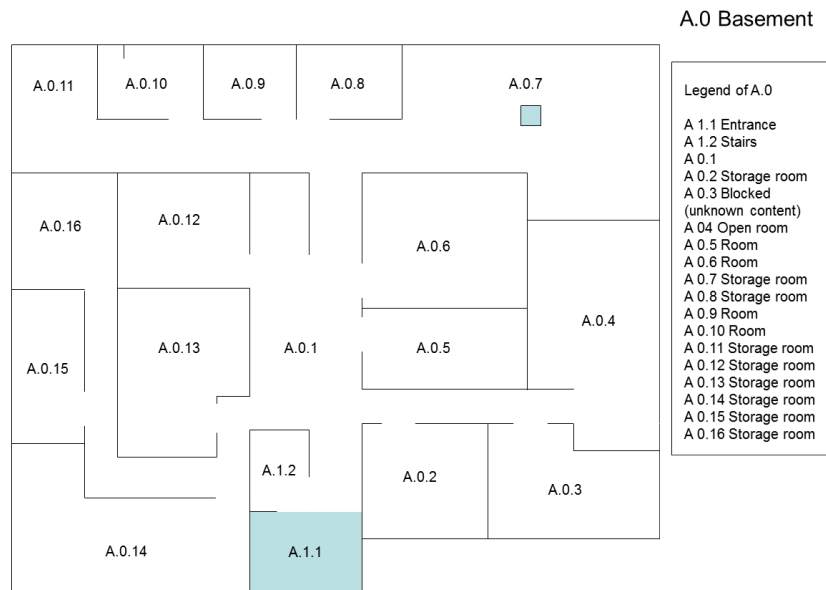 A.0 Basement
A.0.11
A.0.10
A.0.9
A.0.8
A.0.7
A.0.16
A.0.12
A.0.6
A.0.15
A.0.13
A.0.1
A.0.5
A.0.4
A.1.2
A.0.2
A.0.3
A.0.14
A.1.1
Legend of A.0
A 1.1 Entrance
A 1.2 Stairs
A 0.1
A 0.2 Storage room
A 0.3 Blocked
(unknown content)
A 04 Open room
A 0.5 Room
A 0.6 Room
A 0.7 Storage room
A 0.8 Storage room
A 0.9 Room
A 0.10 Room
A 0.11 Storage room
A 0.12 Storage room
A 0.13 Storage room
A 0.14 Storage room
A 0.15 Storage room
A 0.16 Storage room